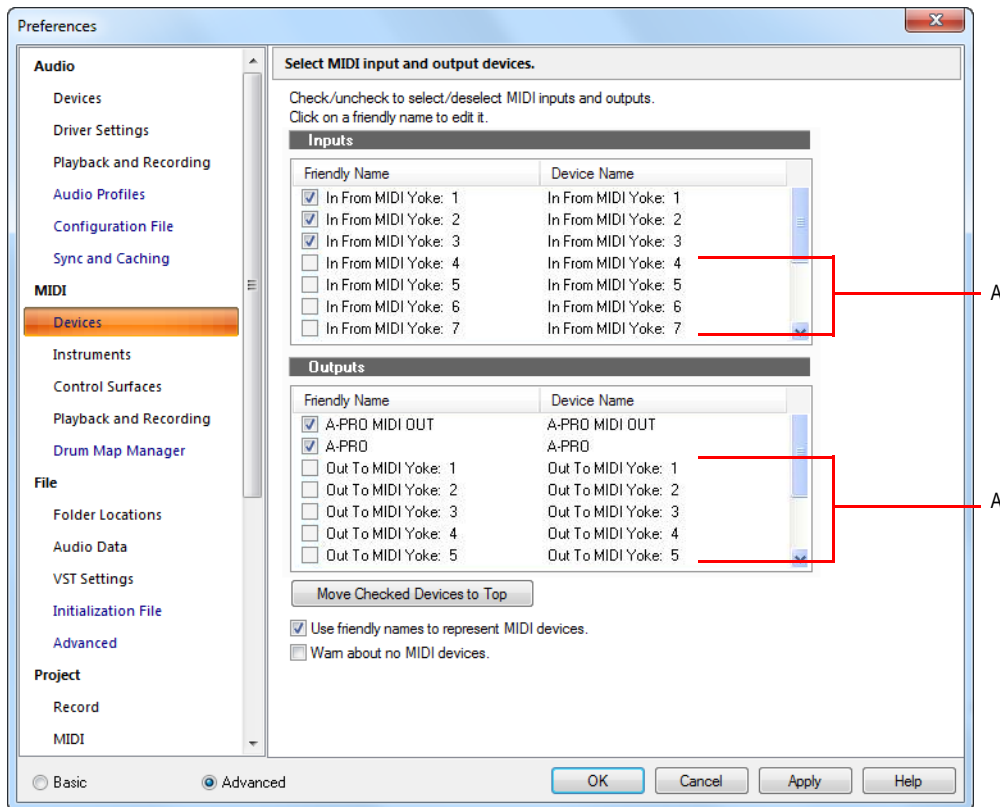 Preferences
Audio
Devices
Driver Settings
Playback and Recording
Audio Profiles
Configuration File
Sync and Caching
MIDI
Devices
Instruments
Control Surfaces
Playback and Recording
Drum Map Manager
File
Folder Locations
Audio Data
VST Settings
Initialization File
Advanced
Project
Record
MIDI
Basic
Advanced
Select MIDI input and output devices.
Check/uncheck to select/deselect MIDI inputs and outputs.
Click on a friendly name to edit it.
Inputs
Friendly Name Device Name
In From MIDI Yoke: 1 In From MIDI Yoke: 1
In From MIDI Yoke: 2 In From MIDI Yoke: 2
In From MIDI Yoke: 3 In From MIDI Yoke: 3
In From MIDI Yoke: 4 In From MIDI Yoke: 4
In From MIDI Yoke: 5 In From MIDI Yoke: 5
In From MIDI Yoke: 6 In From MIDI Yoke: 6
In From MIDI Yoke: 7 In From MIDI Yoke: 7
A
Outputs
Friendly Name Device Name
A-PRO MIDI OUT A-PRO MIDI OUT
A-PRO A-PRO
Out To MIDI Yoke: 1 Out To MIDI Yoke: 1
Out To MIDI Yoke: 2 Out To MIDI Yoke: 2
Out To MIDI Yoke: 3 Out To MIDI Yoke: 3
Out To MIDI Yoke: 4 Out To MIDI Yoke: 4
Out To MIDI Yoke: 5 Out To MIDI Yoke: 5
A
Move Checked Devices to Top
Use friendly names to represent MIDI devices.
Warn about no MIDI devices.
OK Cancel Apply Help